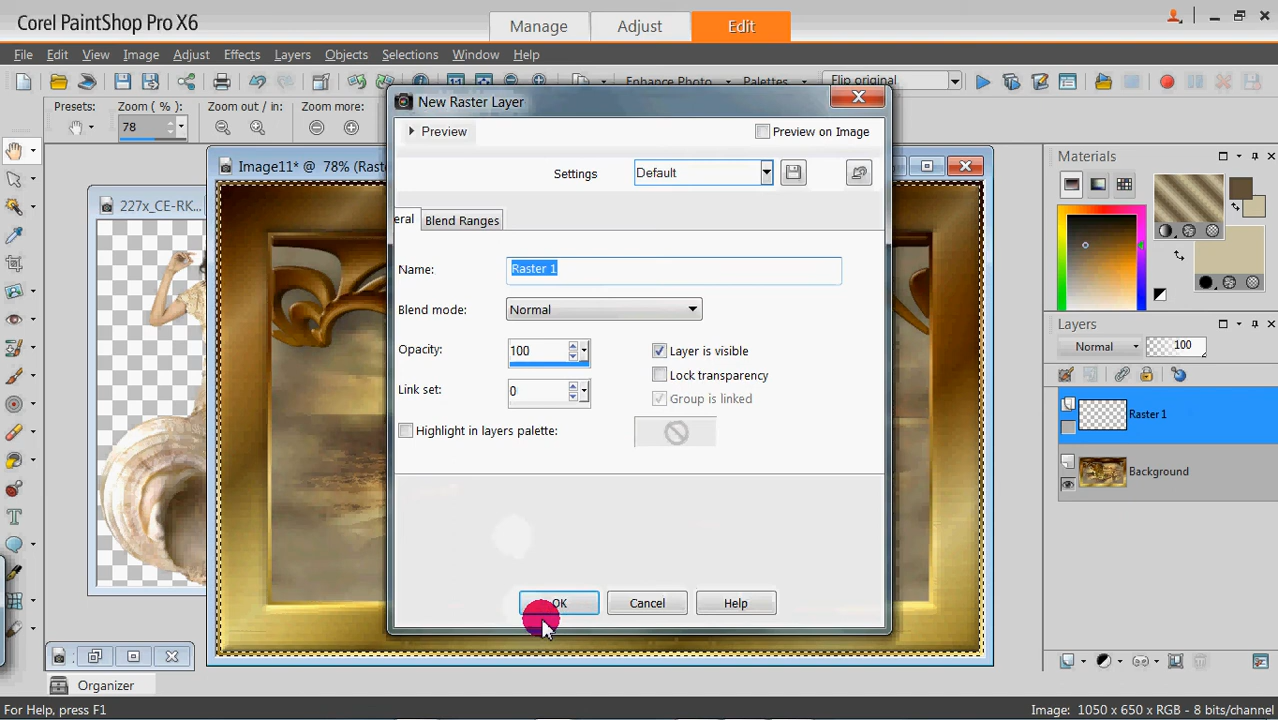 Corel PaintShop Pro X6
Manage
Adjust
Edit
File Edit View Image Adjust Effects Layers Objects Selections Window Help
Enhance Photo
Palettes
Flip original
Presets:
Zoom ( % ):
Zoom out / in:
Zoom more:
78
New Raster Layer
Preview
Preview on Image
Settings
Default
eral
Blend Ranges
Name:
Raster 1
Blend mode:
Normal
Opacity:
100
Layer is visible
Link set:
0
Lock transparency
Group is linked
Highlight in layers palette:
OK
Cancel
Help
Image11* @ 78% (Ras
227x_CE-RK...
Materials
Layers
Normal
100
Raster 1
Background
Organizer
For Help, press F1
Image: 1050 x 650 x RGB - 8 bits/channel